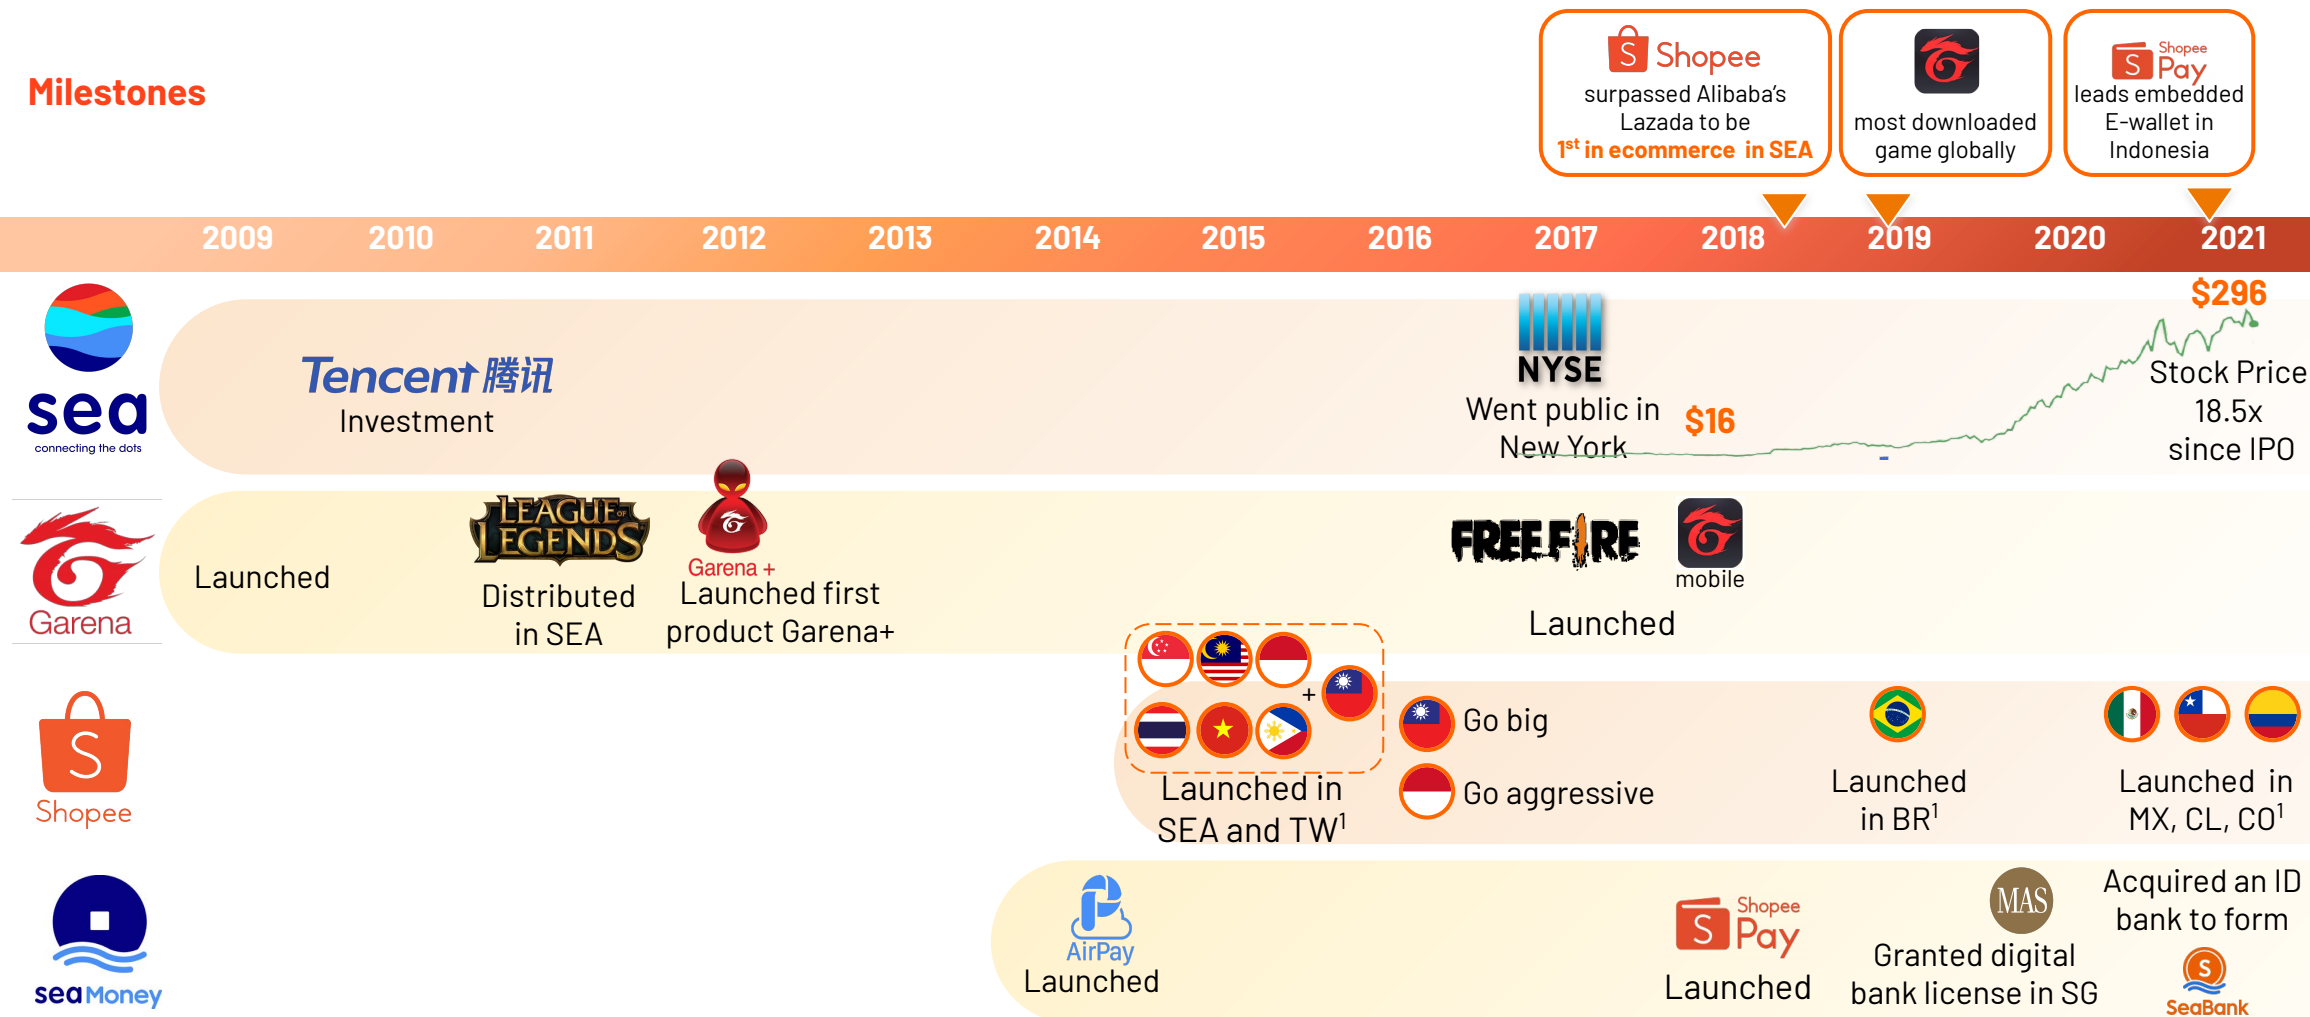 Milestones
S Shopee
surpassed Alibaba's
Lazada to be
1st in ecommerce in SEA
most downloaded
game globally
S Shopee
Pay
leads embedded
E-wallet in
Indonesia
2009 2010 2011 2012 2013 2014 2015 2016 2017 2018 2019 2020 2021
sea
connecting the dots
Tencent 腾讯
Investment
NYSE
Went public in
New York
$16
$296
Stock Price
18.5x
since IPO
Garena
Launched
LEAGUE OF
LEGENDS
Distributed
in SEA
Garena +
Launched first
product Garena+
FREE FIRE
mobile
Launched
S
Shopee
+
Launched in
SEA and TW1
Go big
Go aggressive
Launched
in BR1
Launched in
MX, CL, CO1
sea Money
AirPay
Launched
S Shopee
Pay
Launched
MAS
Granted digital
bank license in SG
Acquired an ID
bank to form
S
SeaBank